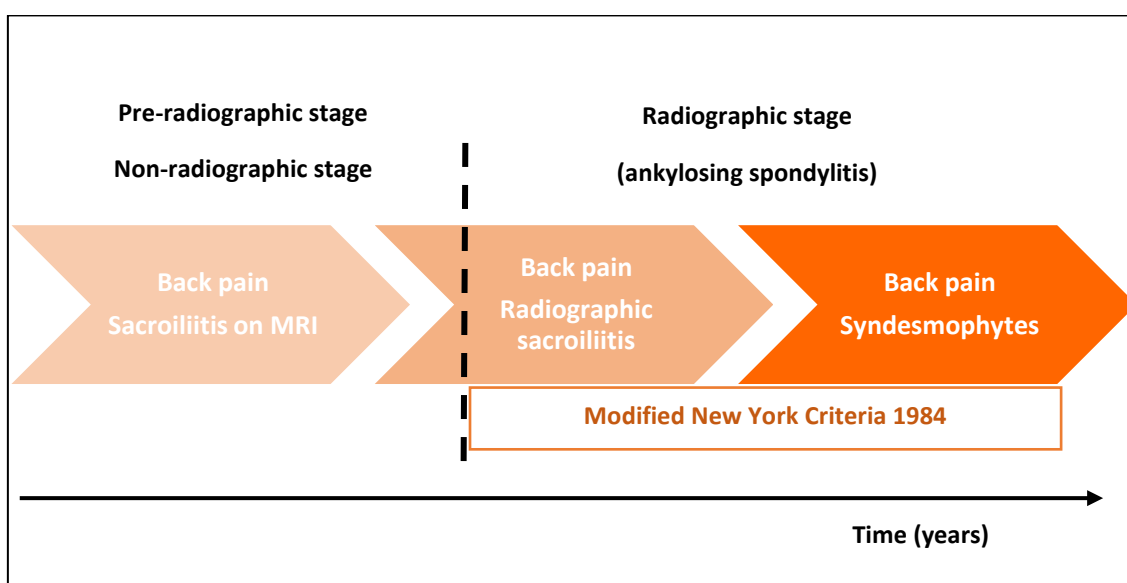 Pre-radiographic stage
Non-radiographic stage
Radiographic stage
(ankylosing spondylitis)
Back pain
Sacroiliitis on MRI
Back pain
Radiographic
sacroiliitis
Back pain
Syndesmophytes
Modified New York Criteria 1984
Time (years)